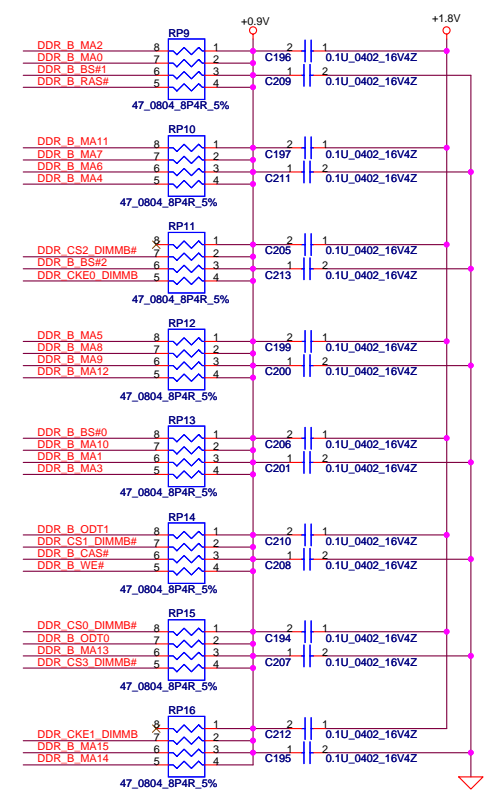 +0.9V +1.8V
RP9
DDR_B_MA2 8 1 2 1
DDR_B_MA0 7 2 C196 0.1U_0402_16V4Z
DDR_B_BS#1 6 3 1 2
DDR_B_RAS# 5 4 C209 0.1U_0402_16V4Z
47_0804_8P4R_5%
RP10
DDR_B_MA11 8 1 2 1
DDR_B_MA7 7 2 C197 0.1U_0402_16V4Z
DDR_B_MA6 6 3 1 2
DDR_B_MA4 5 4 C211 0.1U_0402_16V4Z
47_0804_8P4R_5%
RP11
8 1 2 1
DDR_CS2_DIMMB# 7 2 C205 0.1U_0402_16V4Z
DDR_B_BS#2 6 3 1 2
DDR_CKE0_DIMMB 5 4 C213 0.1U_0402_16V4Z
47_0804_8P4R_5%
RP12
DDR_B_MA5 8 1 2 1
DDR_B_MA8 7 2 C199 0.1U_0402_16V4Z
DDR_B_MA9 6 3 1 2
DDR_B_MA12 5 4 C200 0.1U_0402_16V4Z
47_0804_8P4R_5%
RP13
DDR_B_BS#0 8 1 2 1
DDR_B_MA10 7 2 C206 0.1U_0402_16V4Z
DDR_B_MA1 6 3 1 2
DDR_B_MA3 5 4 C201 0.1U_0402_16V4Z
47_0804_8P4R_5%
RP14
DDR_B_ODT1 8 1 2 1
DDR_CS1_DIMMB# 7 2 C210 0.1U_0402_16V4Z
DDR_B_CAS# 6 3 1 2
DDR_B_WE# 5 4 C208 0.1U_0402_16V4Z
47_0804_8P4R_5%
RP15
DDR_CS0_DIMMB# 8 1 2 1
DDR_B_ODT0 7 2 C194 0.1U_0402_16V4Z
DDR_B_MA13 6 3 1 2
DDR_CS3_DIMMB# 5 4 C207 0.1U_0402_16V4Z
47_0804_8P4R_5%
RP16
8 1 2 1
DDR_CKE1_DIMMB 7 2 C212 0.1U_0402_16V4Z
DDR_B_MA15 6 3 1 2
DDR_B_MA14 5 4 C195 0.1U_0402_16V4Z
47_0804_8P4R_5%